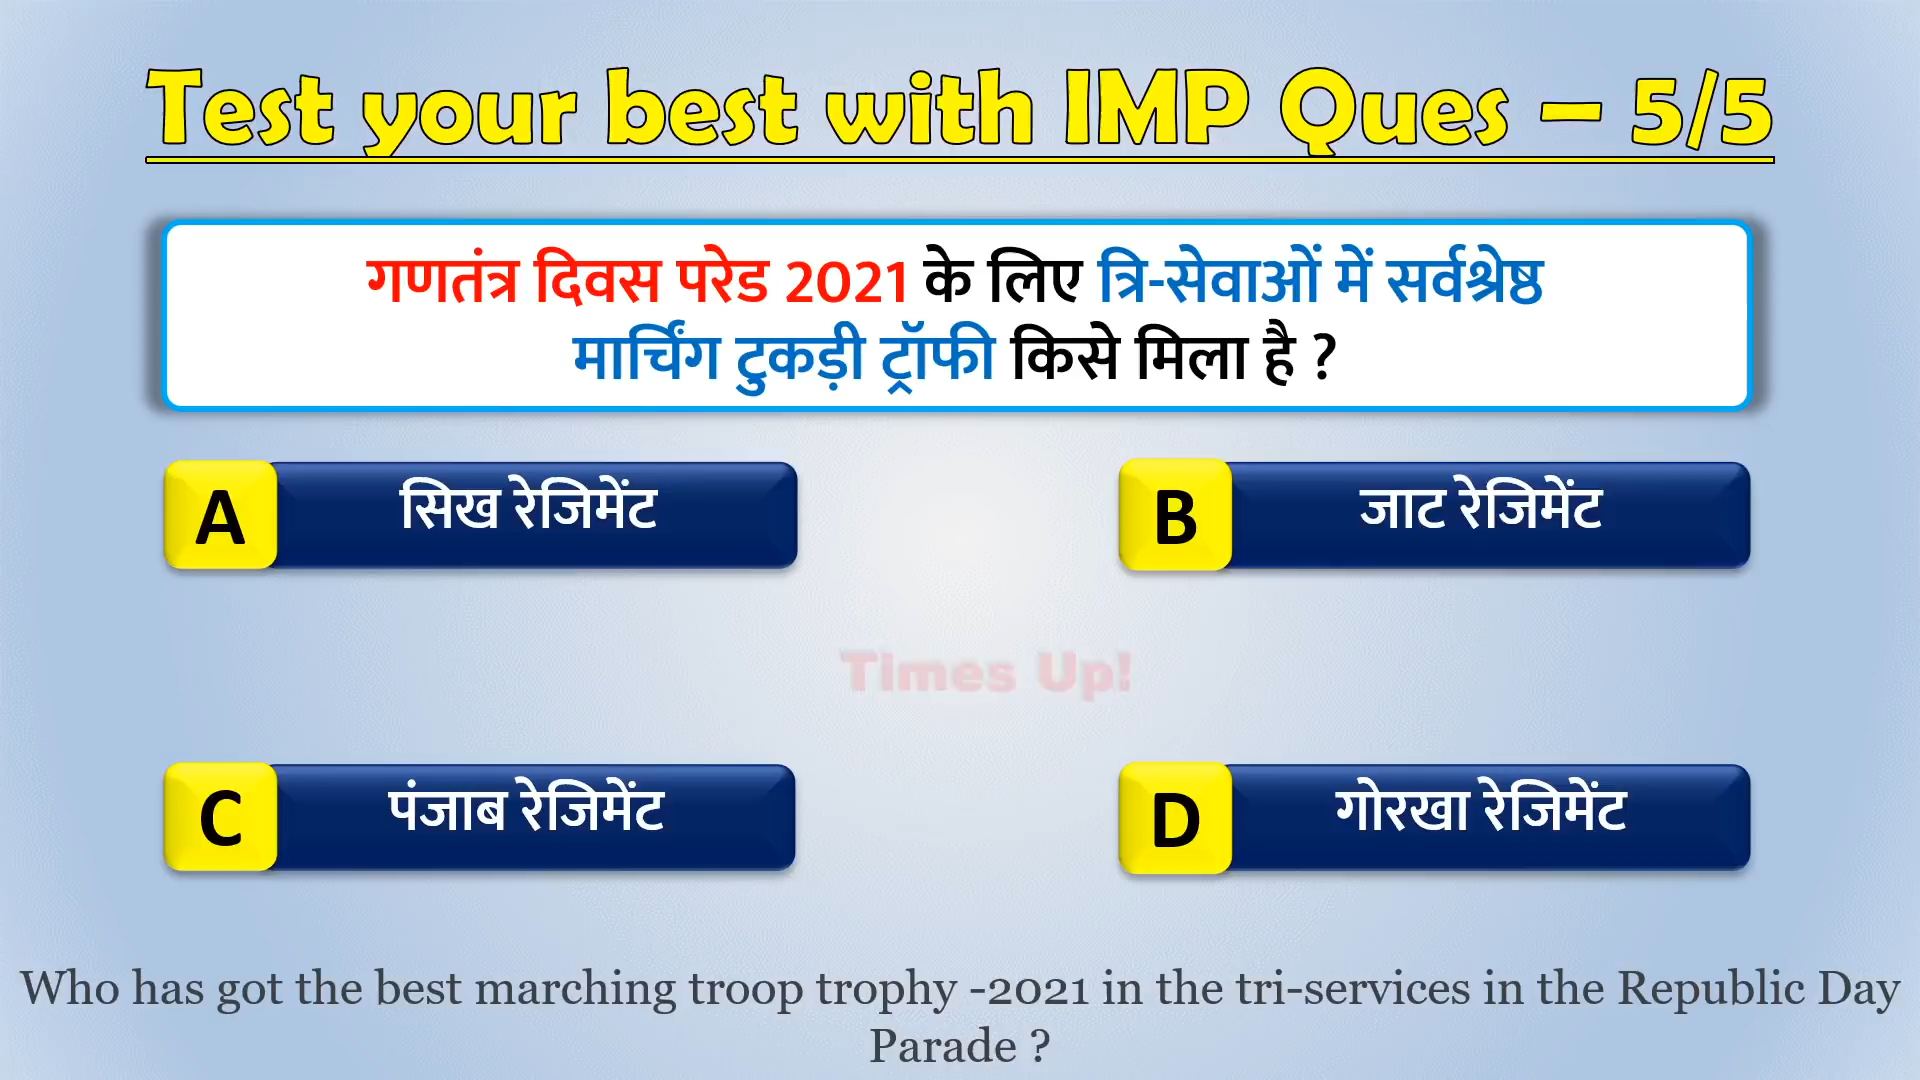 Test your best with IMP Ques – 5/5
गणतंत्र दिवस परेड 2021 के लिए त्रि-सेवाओं में सर्वश्रेष्ठ
मार्चिंग टुकड़ी ट्रॉफी किसे मिला है ?
A सिख रेजिमेंट
B जाट रेजिमेंट
Times Up!
C पंजाब रेजिमेंट
D गोरखा रेजिमेंट
Who has got the best marching troop trophy -2021 in the tri-services in the Republic Day
Parade ?